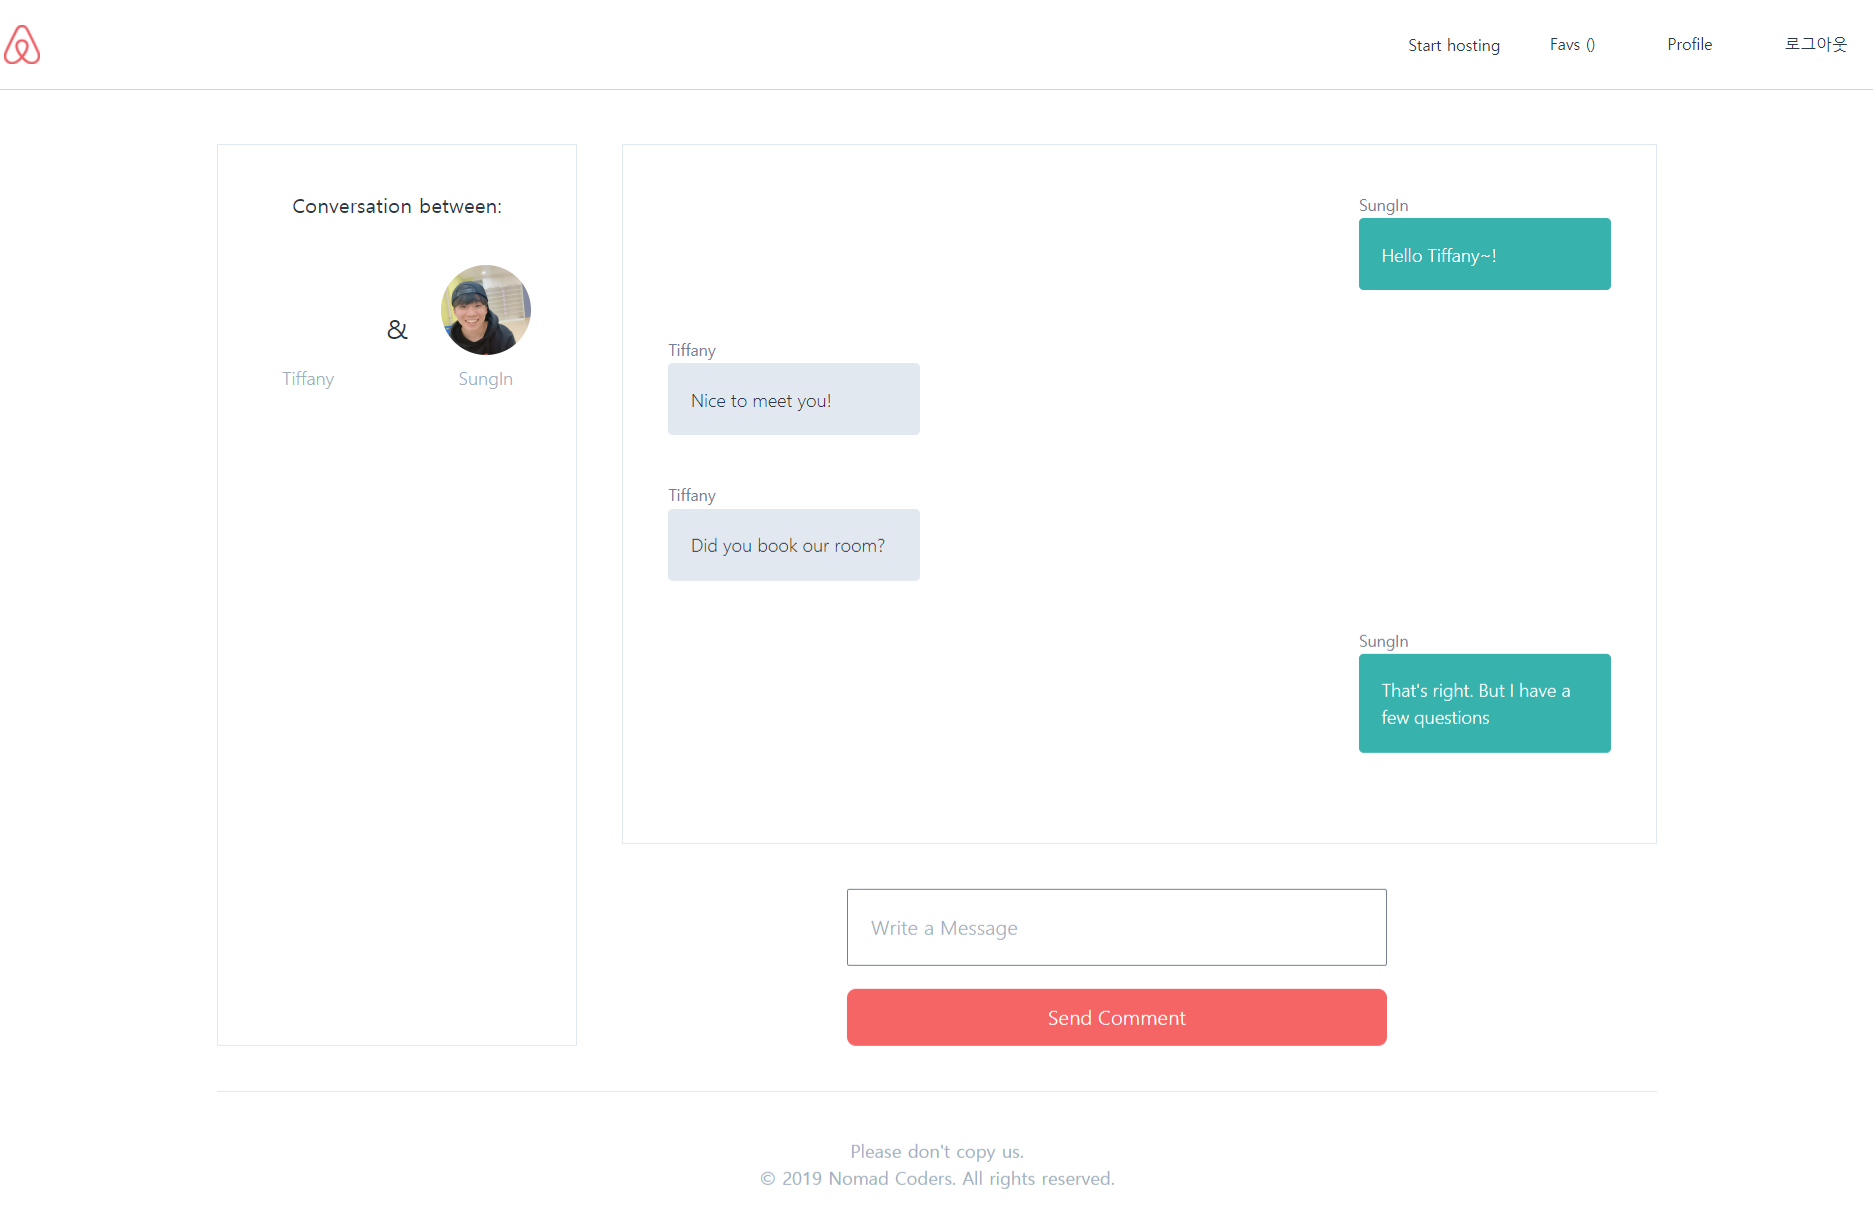 Start hosting
Favs ()
Profile
로그아웃
Conversation between:
&
Tiffany
SungIn
SungIn
Hello Tiffany~!
Tiffany
Nice to meet you!
Tiffany
Did you book our room?
SungIn
That's right. But I have a
few questions
Write a Message
Send Comment
Please don't copy us.
© 2019 Nomad Coders. All rights reserved.